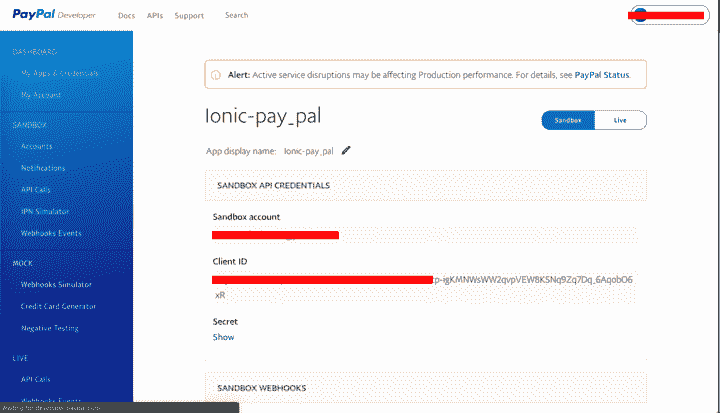 PayPal Developer
Docs APIs Support Search
DASHBOARD
My Apps & Credentials
My Account
SANDBOX
Accounts
Notifications
API Calls
IPN Simulator
Webhooks Events
MOCK
Webhooks Simulator
Credit Card Generator
Negative Testing
LIVE
API Calls
Webhooks Events
Alert: Active service disruptions may be affecting Production performance. For details, see PayPal Status.
Ionic-pay_pal
Sandbox Live
App display name: Ionic-pay_pal
SANDBOX API CREDENTIALS
Sandbox account
Client ID
xR
Secret
Show
SANDBOX WEBHOOKS